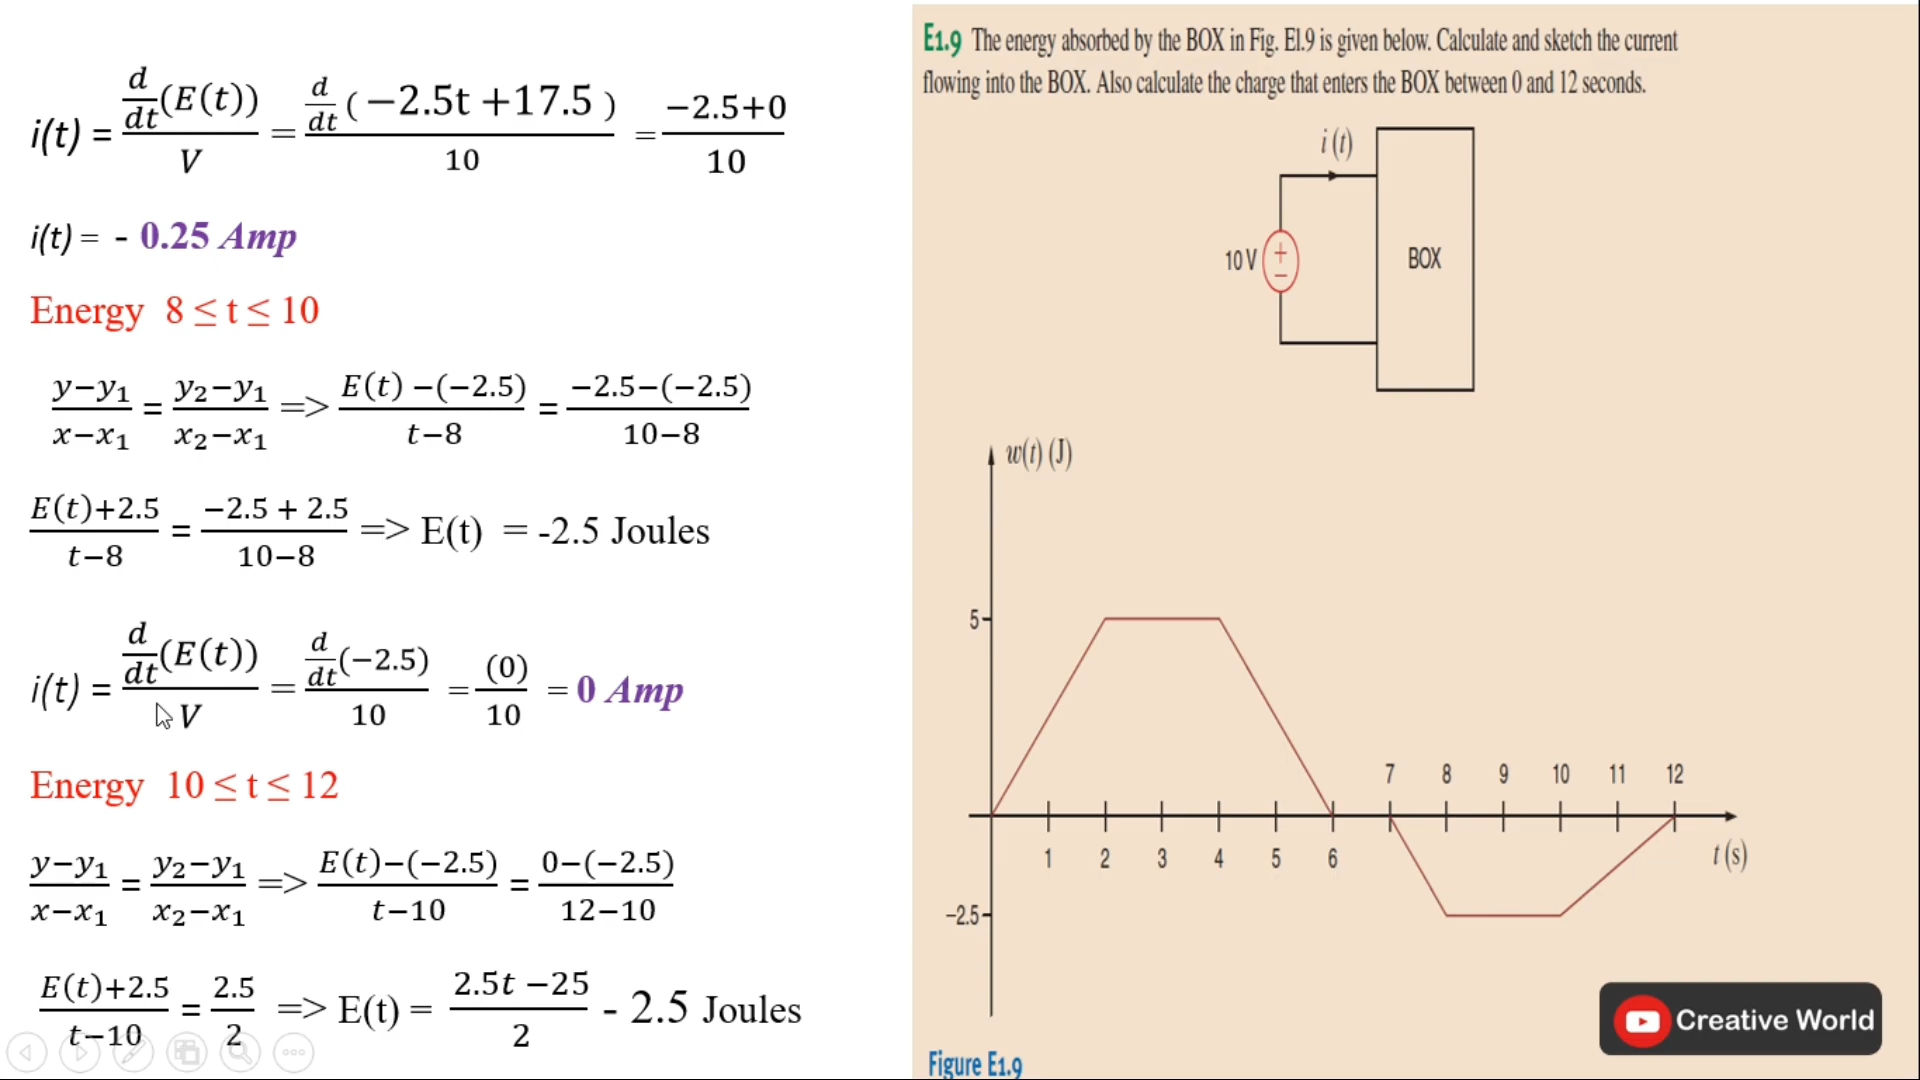 i(t) = d/dt (E(t)) / V = d/dt ( −2.5t +17.5 ) / 10 = −2.5+0 / 10
i(t) = - 0.25 Amp
Energy 8 ≤ t ≤ 10
y−y₁ / x−x₁ = y₂−y₁ / x₂−x₁ => E(t) −(−2.5) / t−8 = −2.5−(−2.5) / 10−8
E(t)+2.5 / t−8 = −2.5 + 2.5 / 10−8 => E(t) = -2.5 Joules
i(t) = d/dt (E(t)) / V = d/dt (−2.5) / 10 = (0) / 10 = 0 Amp
Energy 10 ≤ t ≤ 12
y−y₁ / x−x₁ = y₂−y₁ / x₂−x₁ => E(t)−(−2.5) / t−10 = 0−(−2.5) / 12−10
E(t)+2.5 / t−10 = 2.5 / 2 => E(t) = 2.5t −25 / 2 - 2.5 Joules
E1.9 The energy absorbed by the BOX in Fig. E1.9 is given below. Calculate and sketch the current
flowing into the BOX. Also calculate the charge that enters the BOX between 0 and 12 seconds.
i (t)
10 V
+
−
BOX
w(t) (J)
5
7 8 9 10 11 12
1 2 3 4 5 6
t (s)
−2.5
Creative World
Figure E1.9